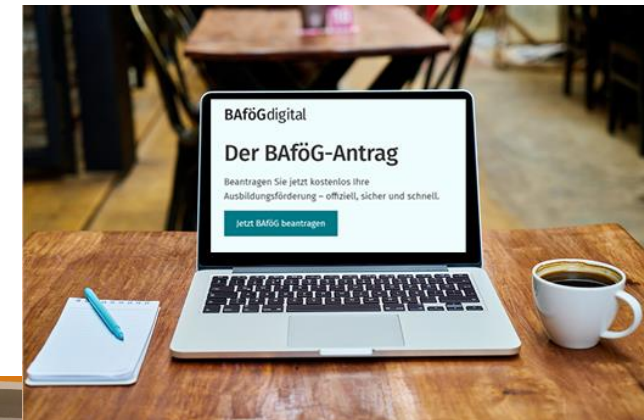 BAföGdigital
Der BAföG-Antrag
Beantragen Sie jetzt kostenlos Ihre
Ausbildungsförderung – offiziell, sicher und schnell.
Jetzt BAföG beantragen